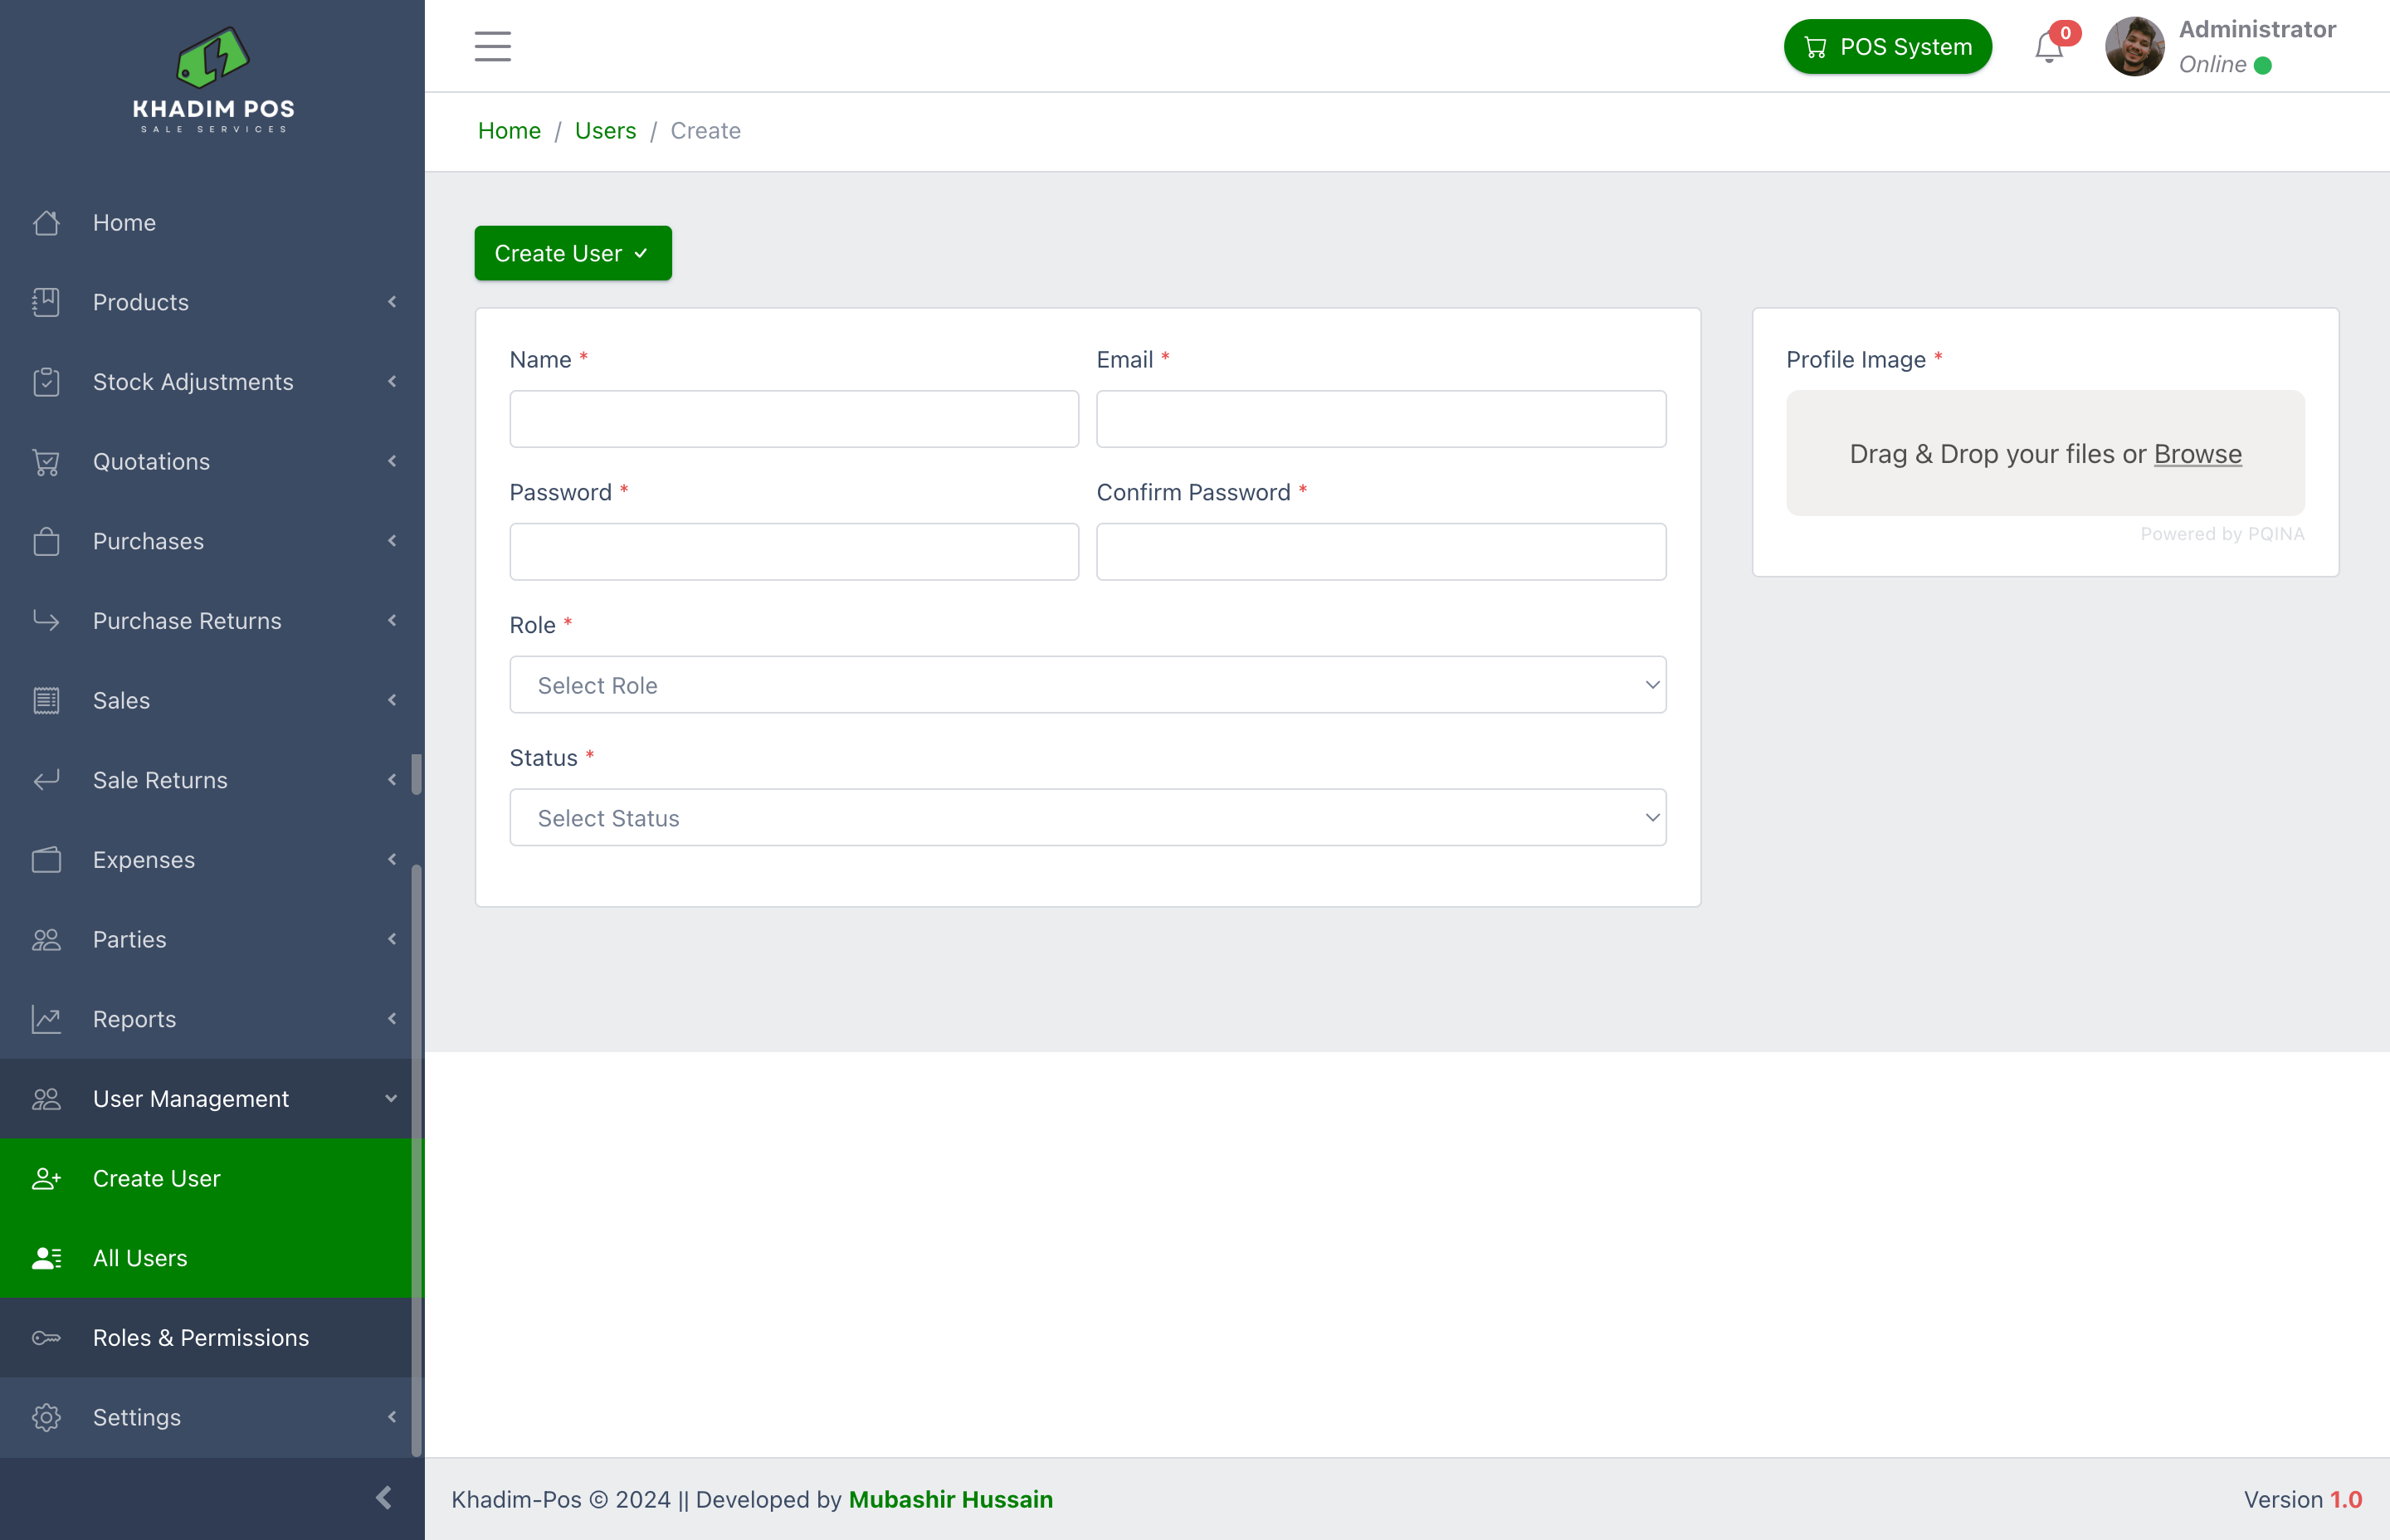 KHADIM POS
SALE SERVICES
Home
Products
Stock Adjustments
Quotations
Purchases
Purchase Returns
Sales
Sale Returns
Expenses
Parties
Reports
User Management
Create User
All Users
Roles & Permissions
Settings
POS System
0
Administrator
Online
Home / Users / Create
Create User
Name *
Email *
Password *
Confirm Password *
Role *
Select Role
Status *
Select Status
Profile Image *
Drag & Drop your files or Browse
Powered by PQINA
Khadim-Pos © 2024 || Developed by Mubashir Hussain
Version 1.0